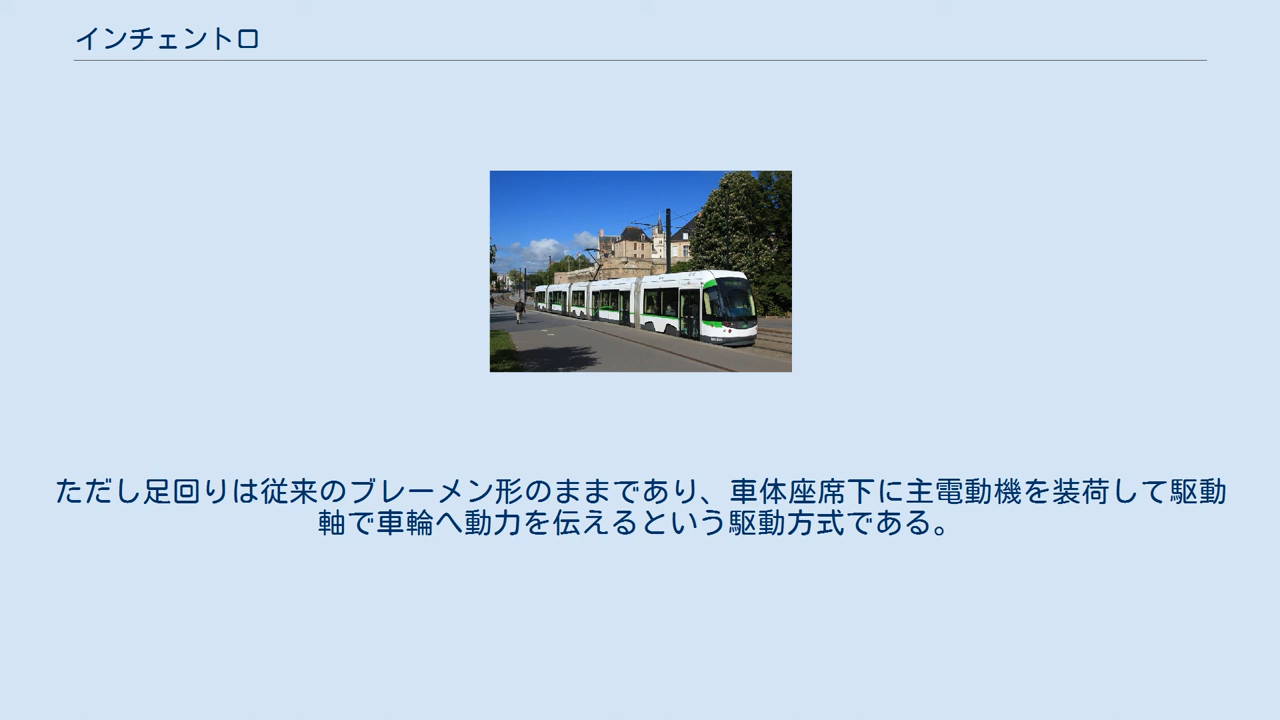 インチェントロ
ただし足回りは従来のブレーメン形のままであり、車体座席下に主電動機を装荷して駆動
軸で車輪へ動力を伝えるという駆動方式である。